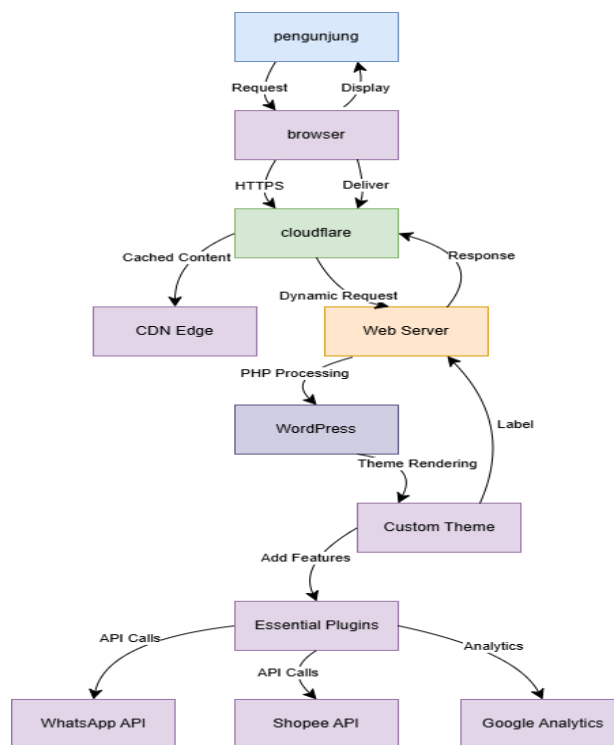 pengunjung
Request
Display
browser
HTTPS
Deliver
cloudflare
Cached Content
Response
Dynamic Request
CDN Edge
Web Server
PHP Processing
WordPress
Label
Theme Rendering
Custom Theme
Add Features
Essential Plugins
API Calls
API Calls
Analytics
WhatsApp API
Shopee API
Google Analytics